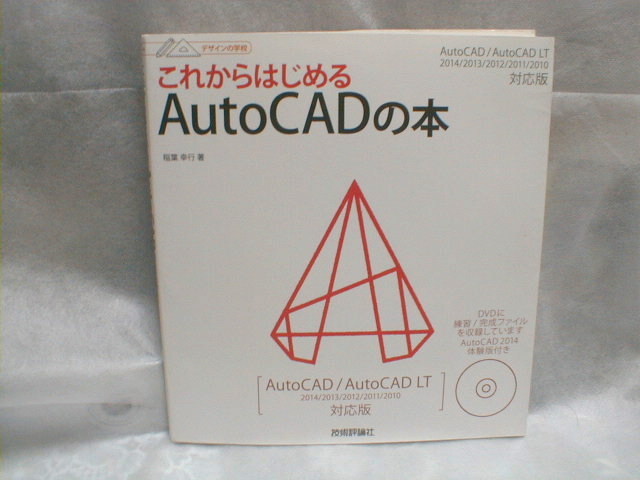 デザインの学校
AutoCAD / AutoCAD LT
2014/2013/2012/2011/2010
対応版
これからはじめる
AutoCADの本
稲葉 幸行 著
DVDに
練習 / 完成ファイル
を収録しています
AutoCAD 2014
体験版付き
AutoCAD / AutoCAD LT
2014/2013/2012/2011/2010
対応版
技術評論社